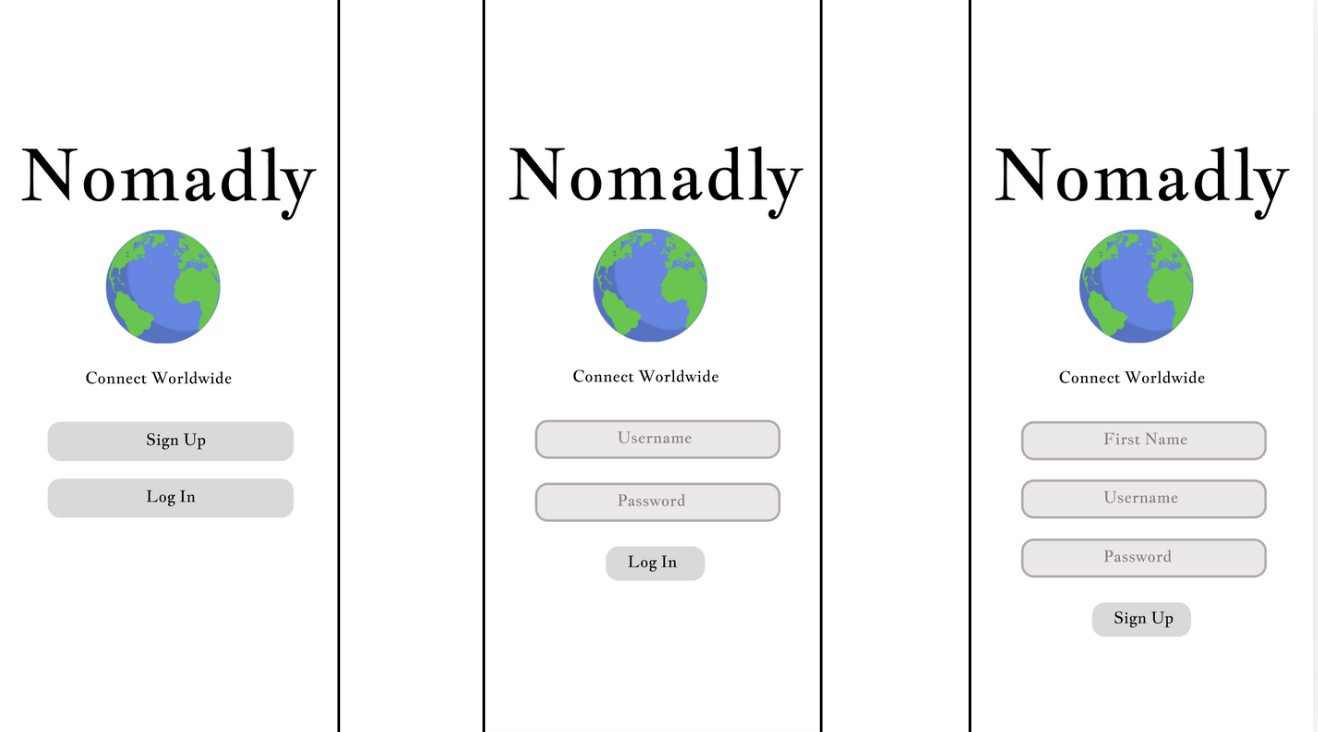 Nomadly
Connect Worldwide
Sign Up
Log In
Nomadly
Connect Worldwide
Username
Password
Log In
Nomadly
Connect Worldwide
First Name
Username
Password
Sign Up